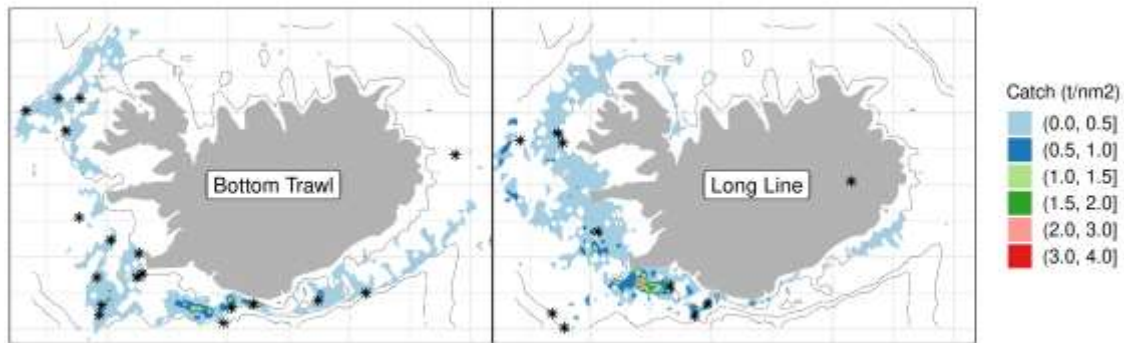 Bottom Trawl
Long Line
Catch (t/nm2)
(0.0, 0.5]
(0.5, 1.0]
(1.0, 1.5]
(1.5, 2.0]
(2.0, 3.0]
(3.0, 4.0]